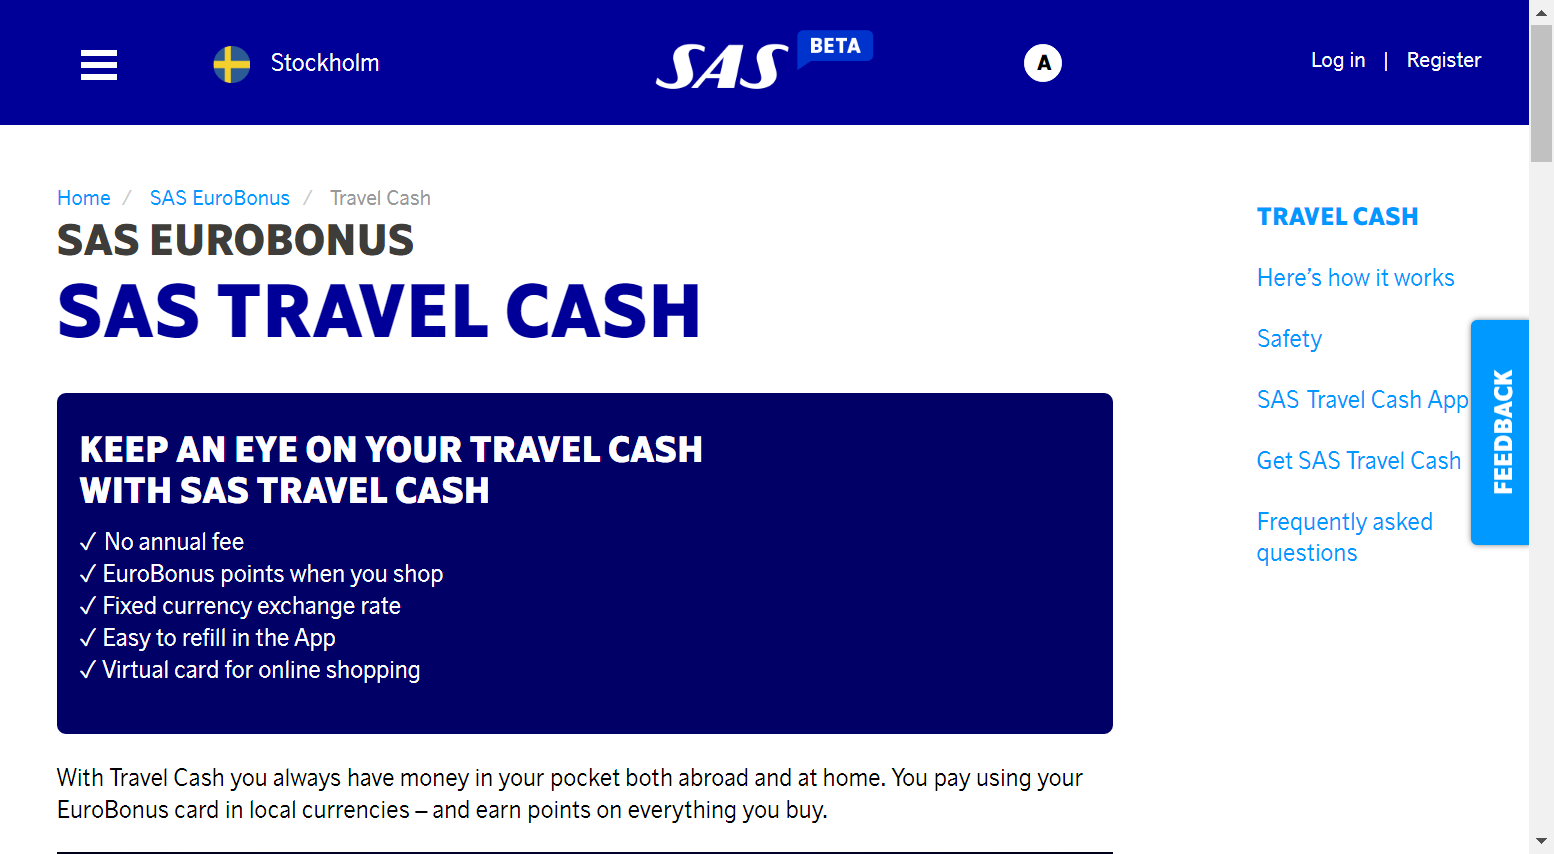 Stockholm
SAS BETA
A
Log in | Register
Home / SAS EuroBonus / Travel Cash
SAS EUROBONUS
SAS TRAVEL CASH
KEEP AN EYE ON YOUR TRAVEL CASH
WITH SAS TRAVEL CASH
✓ No annual fee
✓ EuroBonus points when you shop
✓ Fixed currency exchange rate
✓ Easy to refill in the App
✓ Virtual card for online shopping
With Travel Cash you always have money in your pocket both abroad and at home. You pay using your
EuroBonus card in local currencies – and earn points on everything you buy.
TRAVEL CASH
Here’s how it works
Safety
SAS Travel Cash App
Get SAS Travel Cash
Frequently asked
questions
FEEDBACK